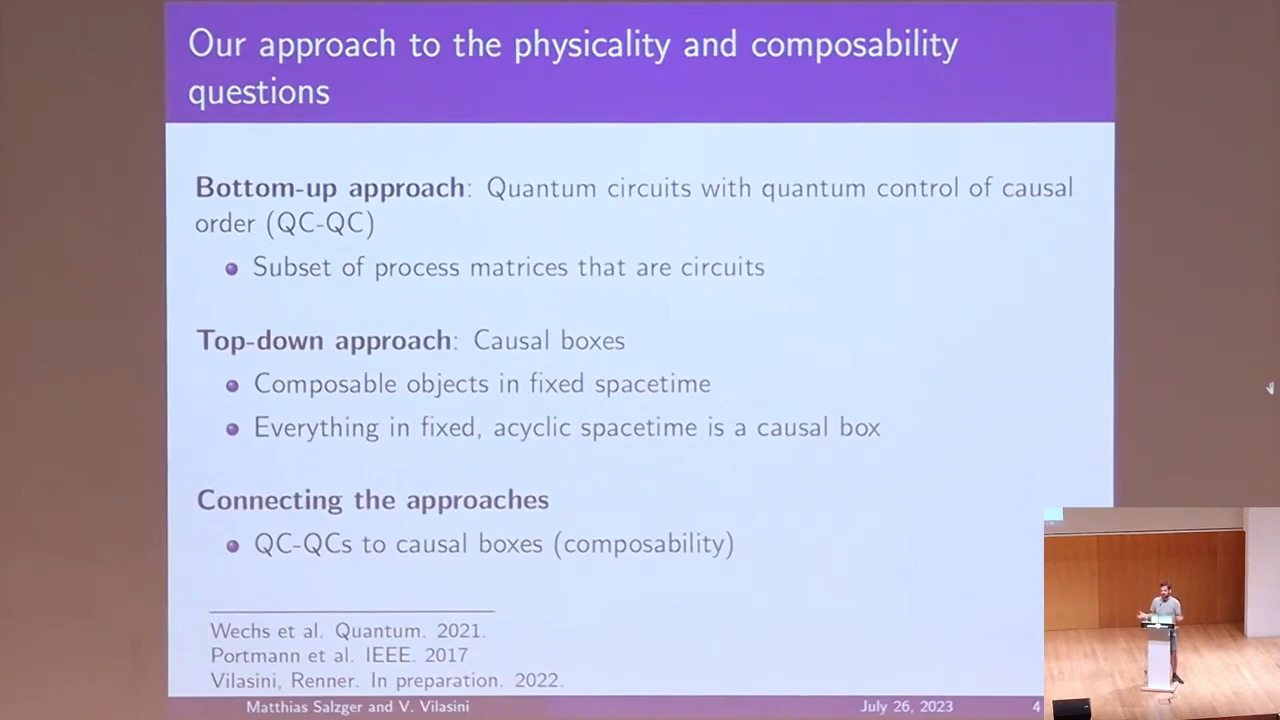 Our approach to the physicality and composability
questions
Bottom-up approach: Quantum circuits with quantum control of causal
order (QC-QC)
Subset of process matrices that are circuits
Top-down approach: Causal boxes
Composable objects in fixed spacetime
Everything in fixed, acyclic spacetime is a causal box
Connecting the approaches
QC-QCs to causal boxes (composability)
Wechs et al. Quantum. 2021.
Portmann et al. IEEE. 2017
Vilasini, Renner. In preparation. 2022.
Matthias Salzger and V. Vilasini July 26, 2023 4